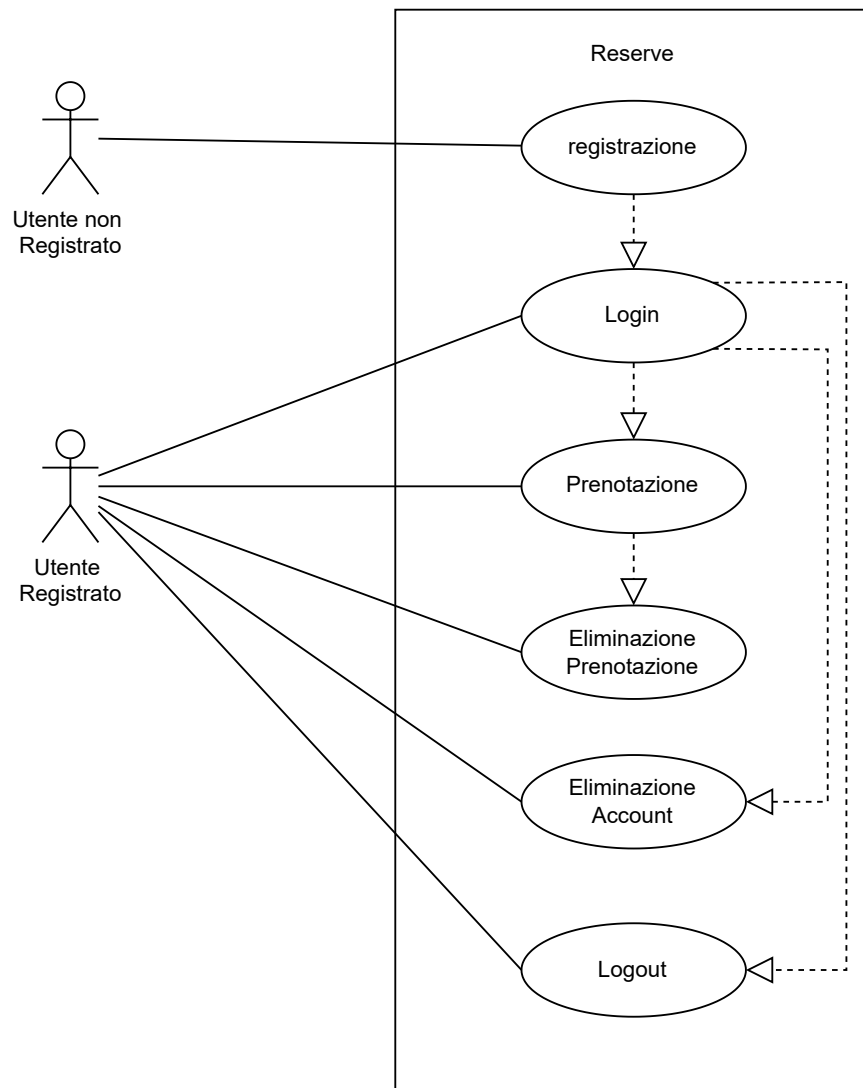 Reserve
registrazione
Utente non
Registrato
Login
Prenotazione
Utente
Registrato
Eliminazione
Prenotazione
Eliminazione
Account
Logout